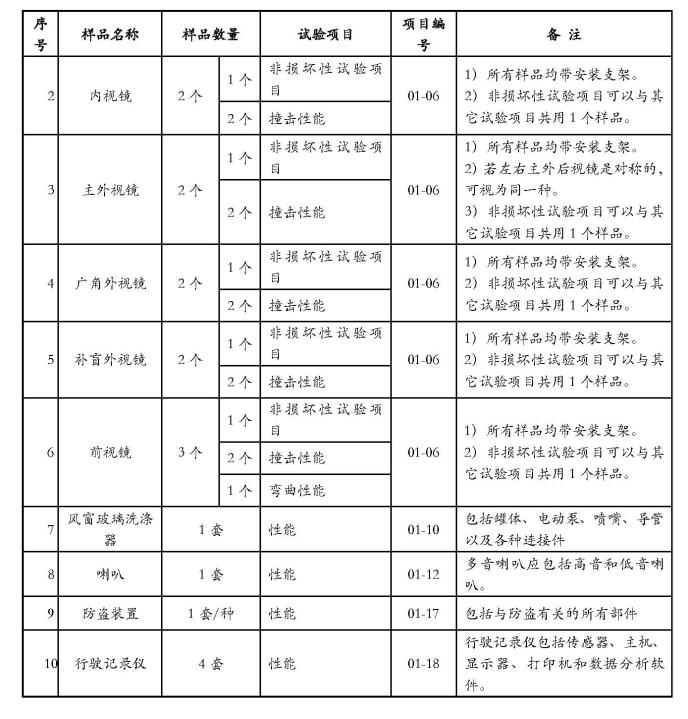 序号 样品名称 样品数量 试验项目 项目编号 备 注
2 内视镜 2 个
1 个 非损坏性试验项
目
2 个 撞击性能
01-06
1）所有样品均带安装支架。
2）非损坏性试验项目可以与其
它试验项目共用 1 个样品。
3 主外视镜 2 个
1 个 非损坏性试验项
目
2 个 撞击性能
01-06
1）所有样品均带安装支架。
2）若左右主外后视镜是对称的，
可视为同一种。
3）非损坏性试验项目可以与其
它试验项目共用 1 个样品。
4 广角外视镜 2 个
1 个 非损坏性试验项
目
2 个 撞击性能
01-06
1）所有样品均带安装支架。
2）非损坏性试验项目可以与其
它试验项目共用 1 个样品。
5 补盲外视镜 2 个
1 个 非损坏性试验项
目
2 个 撞击性能
01-06
1）所有样品均带安装支架。
2）非损坏性试验项目可以与其
它试验项目共用 1 个样品。
6 前视镜 3 个
1 个 非损坏性试验项
目
2 个 撞击性能
1 个 弯曲性能
01-06
1）所有样品均带安装支架。
2）非损坏性试验项目可以与其
它试验项目共用 1 个样品。
7 风窗玻璃洗涤
器
1 套 性能 01-10
包括罐体、电动泵、喷嘴、导管
以及各种连接件
8 喇叭 1 套 性能 01-12
多音喇叭应包括高音和低音喇
叭。
9 防盗装置 1 套/种 性能 01-17 包括与防盗有关的所有部件
10 行驶记录仪 4 套 性能 01-18
行驶记录仪包括传感器、主机、
显示器、打印机和数据分析软
件。